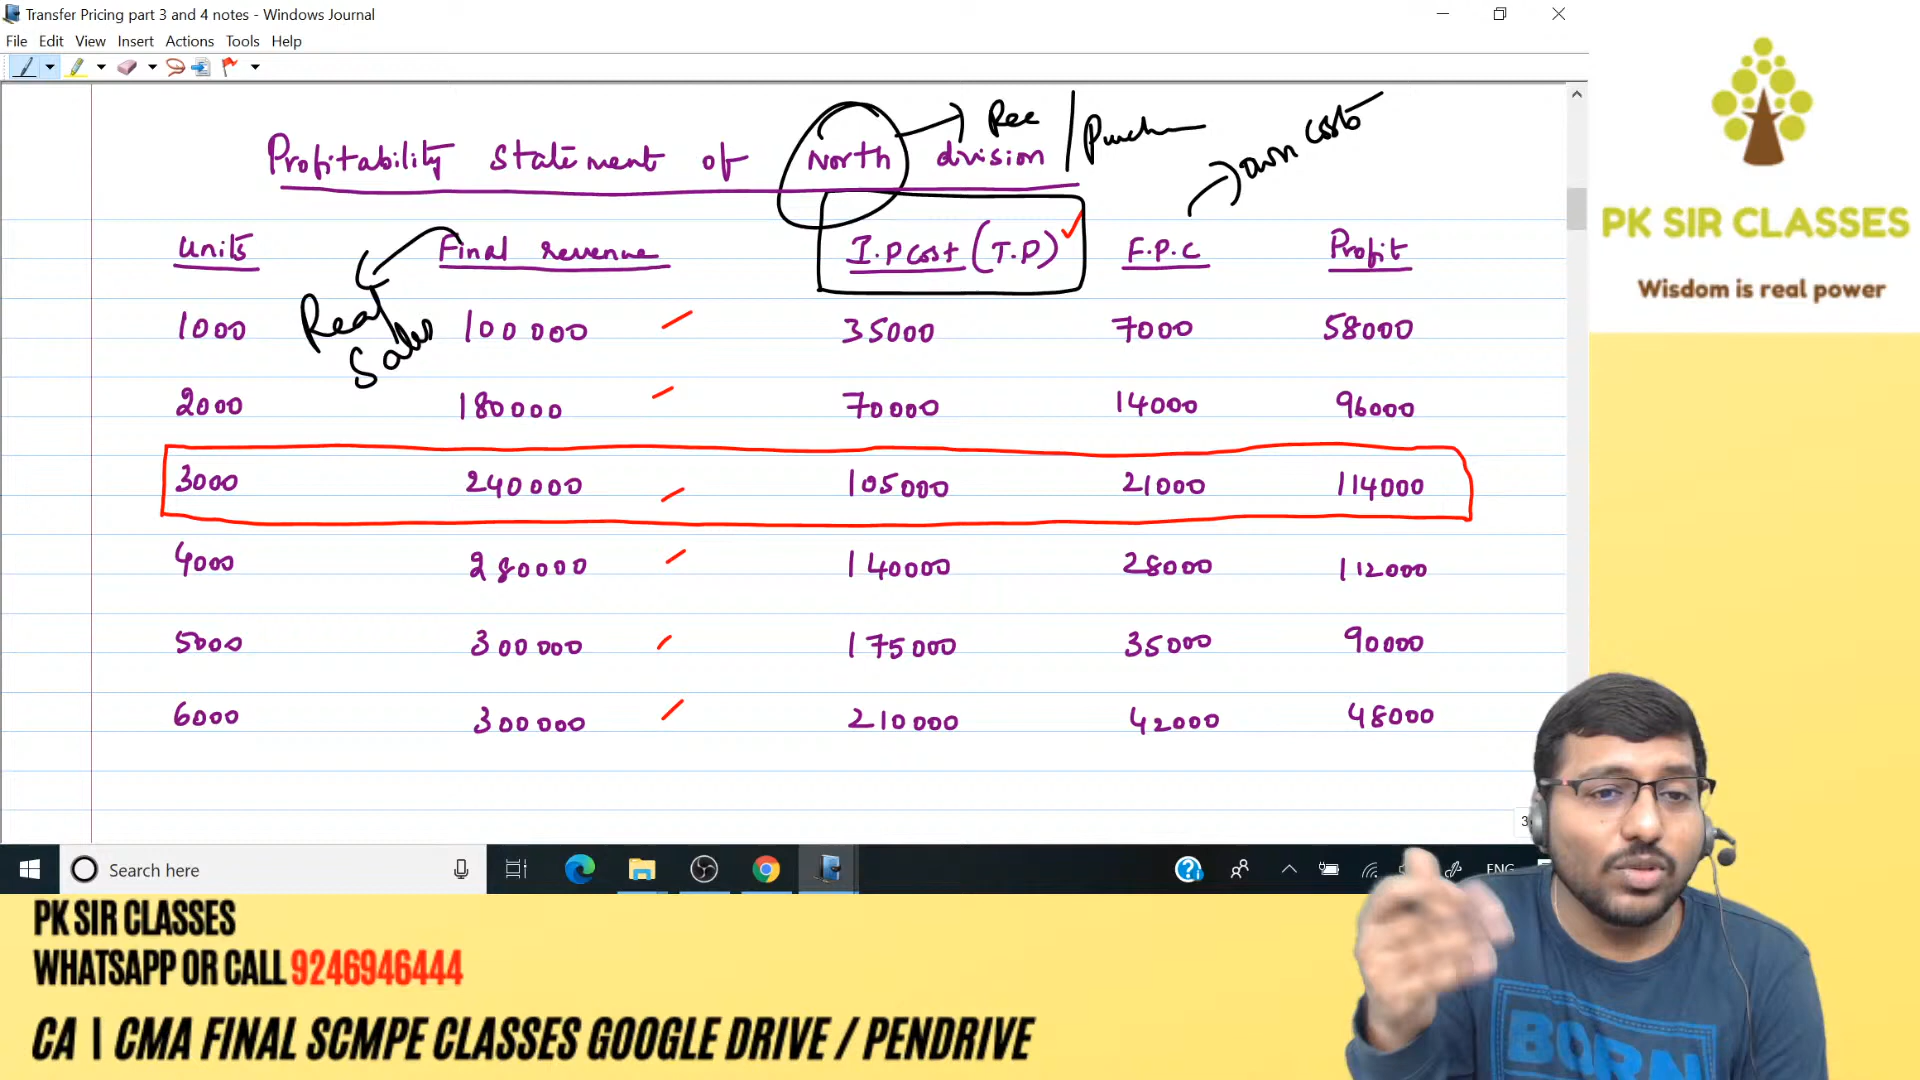 Transfer Pricing part 3 and 4 notes - Windows Journal
File Edit View Insert Actions Tools Help
Rec / Purch
own costs
Profitability statement of North division
Units Final revenue I.P cost (T.P) F.P.C Profit
Real Sales
1000 100000 35000 7000 58000
2000 180000 70000 14000 96000
3000 240000 105000 21000 114000
4000 280000 140000 28000 112000
5000 300000 175000 35000 90000
6000 300000 210000 42000 48000
PK SIR CLASSES
Wisdom is real power
Search here
ENG
PK SIR CLASSES
WHATSAPP OR CALL 9246946444
CA \ CMA FINAL SCMPE CLASSES GOOGLE DRIVE / PENDRIVE
BORN